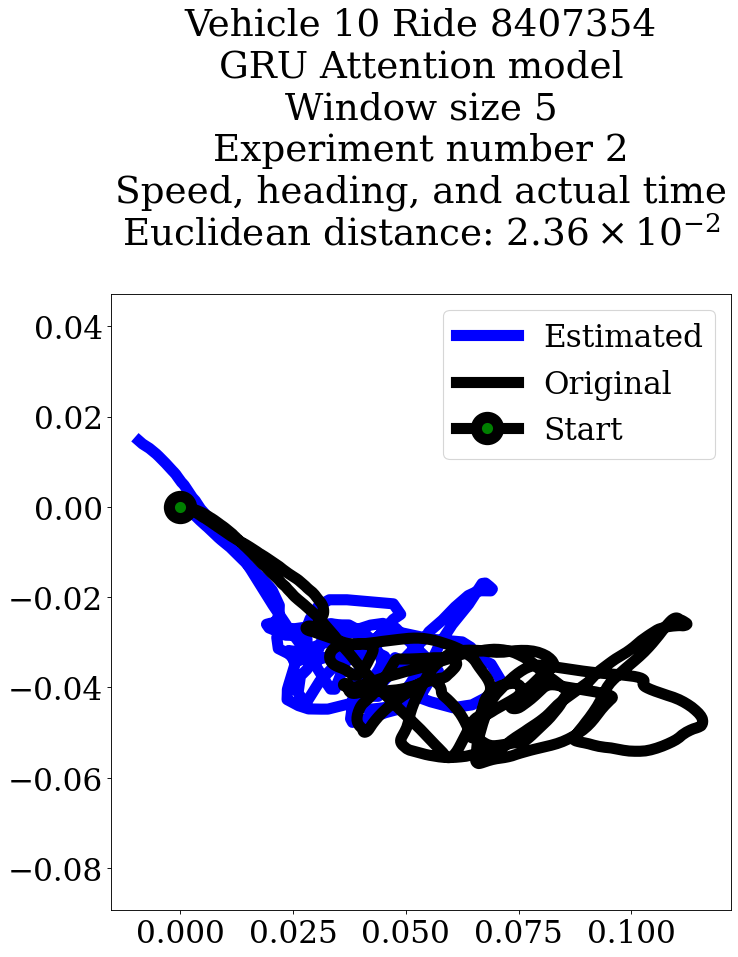 Vehicle 10 Ride 8407354
GRU Attention model
Window size 5
Experiment number 2
Speed, heading, and actual time
Euclidean distance: 2.36 × 10⁻²
Estimated
Original
Start
0.04
0.02
0.00
−0.02
−0.04
−0.06
−0.08
0.000 0.025 0.050 0.075 0.100